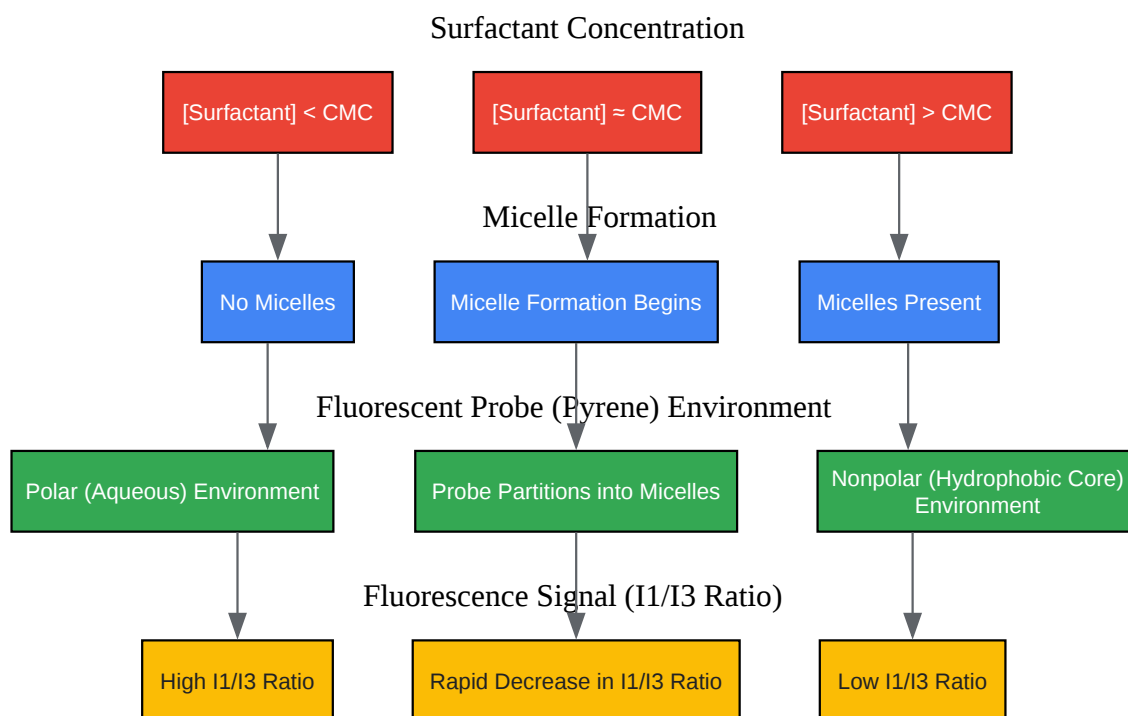 Surfactant Concentration
[Surfactant] < CMC
[Surfactant] ≈ CMC
[Surfactant] > CMC
Micelle Formation
No Micelles
Micelle Formation Begins
Micelles Present
Fluorescent Probe (Pyrene) Environment
Polar (Aqueous) Environment
Probe Partitions into Micelles
Nonpolar (Hydrophobic Core)
Environment
Fluorescence Signal (I1/I3 Ratio)
High I1/I3 Ratio
Rapid Decrease in I1/I3 Ratio
Low I1/I3 Ratio